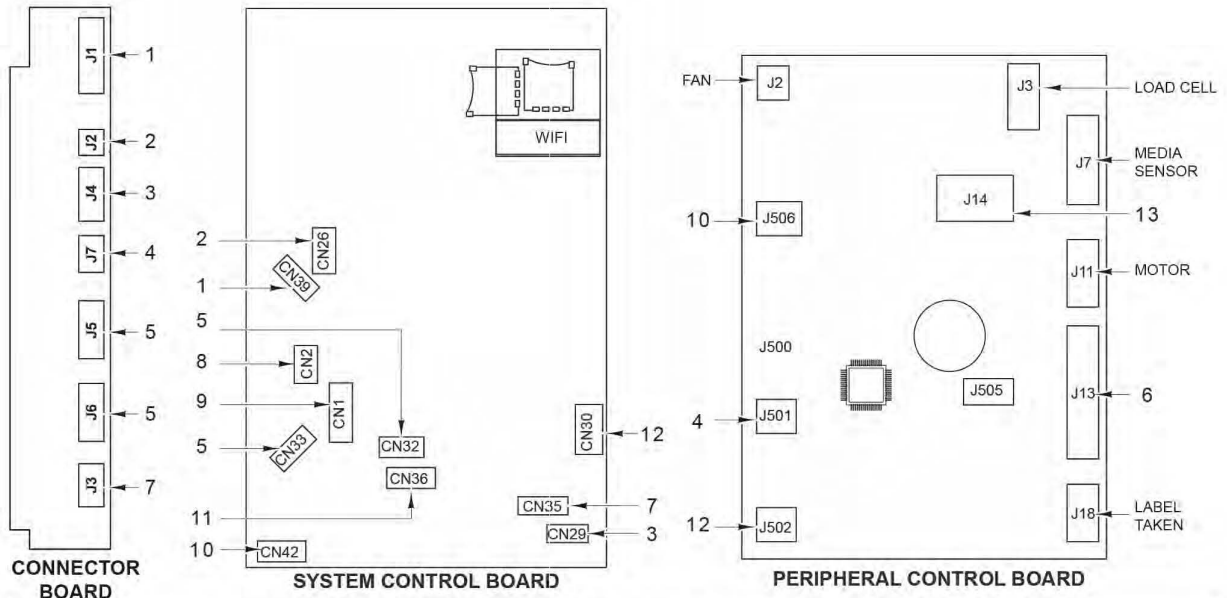 J1
1
J2
2
J4
3
J7
4
J5
5
J6
5
J3
7
CONNECTOR
BOARD
WIFI
2
CN26
1
CN39
5
8
CN2
9
CN1
5
CN33
CN32
CN36
11
10
CN42
CN30
12
CN35
7
CN29
3
SYSTEM CONTROL BOARD
FAN
J2
J3
LOAD CELL
J7
MEDIA
SENSOR
J14
13
10
J506
J11
MOTOR
J500
J505
J13
6
4
J501
12
J502
J18
LABEL
TAKEN
PERIPHERAL CONTROL BOARD